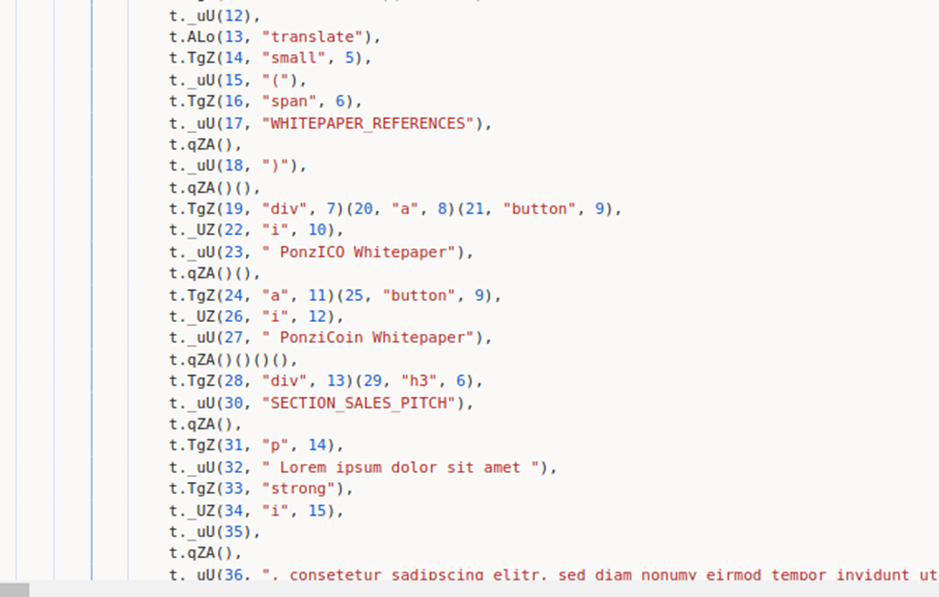 t._uU(12),
t.ALo(13, "translate"),
t.TgZ(14, "small", 5),
t._uU(15, "("),
t.TgZ(16, "span", 6),
t._uU(17, "WHITEPAPER_REFERENCES"),
t.qZA(),
t._uU(18, ")"),
t.qZA()(),
t.TgZ(19, "div", 7)(20, "a", 8)(21, "button", 9),
t._UZ(22, "i", 10),
t._uU(23, " PonzICO Whitepaper"),
t.qZA()(),
t.TgZ(24, "a", 11)(25, "button", 9),
t._UZ(26, "i", 12),
t._uU(27, " PonziCoin Whitepaper"),
t.qZA()()()(),
t.TgZ(28, "div", 13)(29, "h3", 6),
t._uU(30, "SECTION_SALES_PITCH"),
t.qZA(),
t.TgZ(31, "p", 14),
t._uU(32, " Lorem ipsum dolor sit amet "),
t.TgZ(33, "strong"),
t._UZ(34, "i", 15),
t._uU(35),
t.qZA(),
t._uU(36, ", consetetur sadipscing elitr, sed diam nonumy eirmod tempor invidunt ut